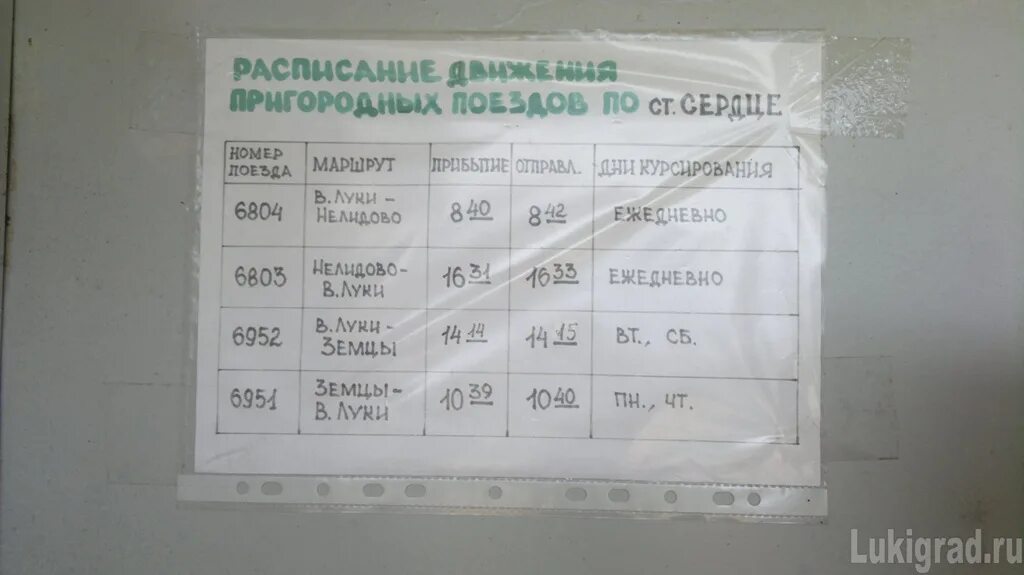 РАСПИСАНИЕ ДВИЖЕНИЯ
ПРИГОРОДНЫХ ПОЕЗДОВ ПО СТ. СЕРДЦЕ
НОМЕР ПОЕЗДА МАРШРУТ ПРИБЫТИЕ ОТПРАВЛ. ДНИ КУРСИРОВАНИЯ
6804 В.ЛУКИ - НЕЛИДОВО 8 40 8 42 ЕЖЕДНЕВНО
6803 НЕЛИДОВО - В.ЛУКИ 16 31 16 33 ЕЖЕДНЕВНО
6952 В.ЛУКИ - ЗЕМЦЫ 14 14 14 15 ВТ., СБ.
6951 ЗЕМЦЫ - В.ЛУКИ 10 39 10 40 ПН., ЧТ.
Lukigrad.ru